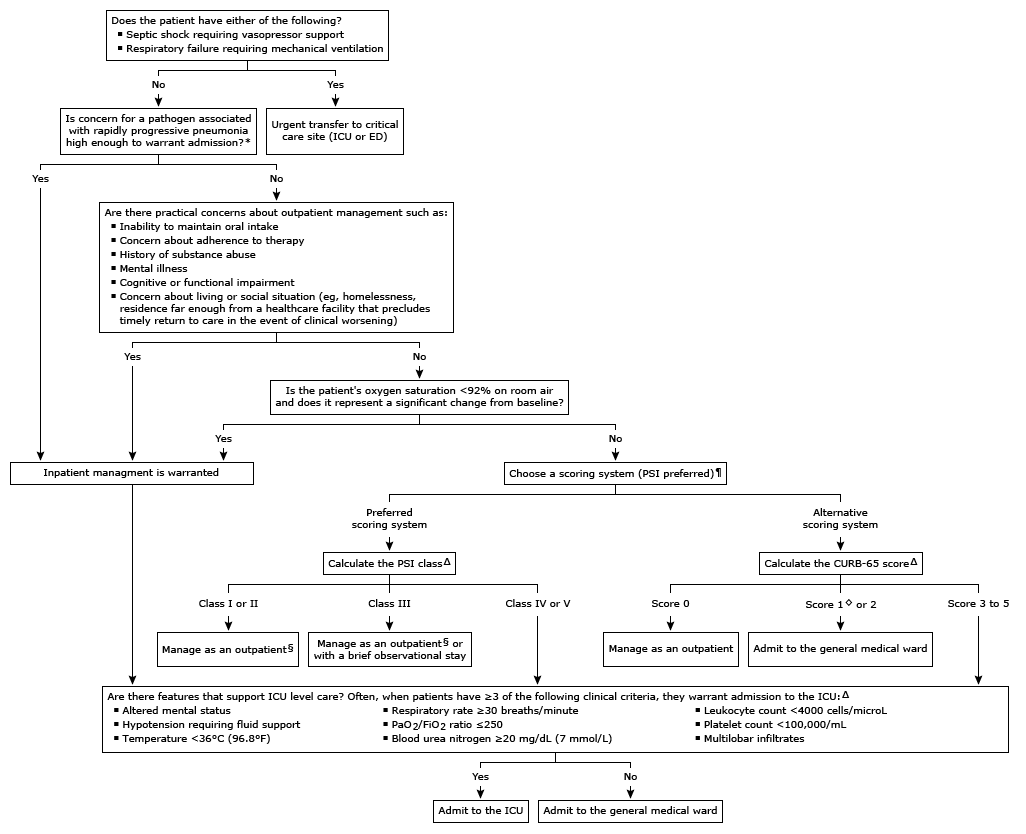 Does the patient have either of the following?
▪ Septic shock requiring vasopressor support
▪ Respiratory failure requiring mechanical ventilation
No
Yes
Is concern for a pathogen associated
with rapidly progressive pneumonia
high enough to warrant admission?*
Urgent transfer to critical
care site (ICU or ED)
Yes
No
Are there practical concerns about outpatient management such as:
▪ Inability to maintain oral intake
▪ Concern about adherence to therapy
▪ History of substance abuse
▪ Mental illness
▪ Cognitive or functional impairment
▪ Concern about living or social situation (eg, homelessness,
residence far enough from a healthcare facility that precludes
timely return to care in the event of clinical worsening)
Yes
No
Is the patient's oxygen saturation <92% on room air
and does it represent a significant change from baseline?
Yes
No
Inpatient managment is warranted
Choose a scoring system (PSI preferred)¶
Preferred
scoring system
Alternative
scoring system
Calculate the PSI classΔ
Calculate the CURB-65 scoreΔ
Class I or II
Class III
Class IV or V
Score 0
Score 1◊ or 2
Score 3 to 5
Manage as an outpatient§
Manage as an outpatient§ or
with a brief observational stay
Manage as an outpatient
Admit to the general medical ward
Are there features that support ICU level care? Often, when patients have ≥3 of the following clinical criteria, they warrant admission to the ICU:Δ
▪ Altered mental status
▪ Hypotension requiring fluid support
▪ Temperature <36°C (96.8°F)
▪ Respiratory rate ≥30 breaths/minute
▪ PaO2/FiO2 ratio ≤250
▪ Blood urea nitrogen ≥20 mg/dL (7 mmol/L)
▪ Leukocyte count <4000 cells/microL
▪ Platelet count <100,000/mL
▪ Multilobar infiltrates
Yes
No
Admit to the ICU
Admit to the general medical ward